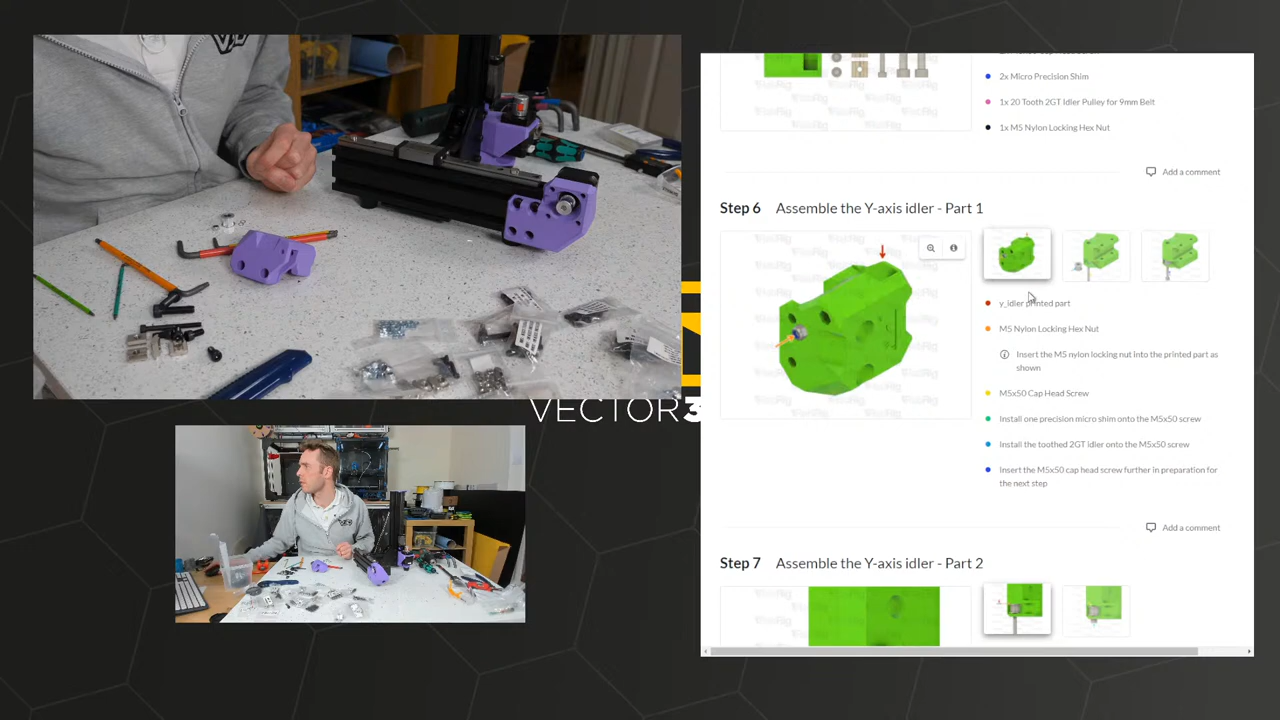 2x Micro Precision Shim
1x 20 Tooth 2GT Idler Pulley for 9mm Belt
1x M5 Nylon Locking Hex Nut
Add a comment
Step 6 Assemble the Y-axis idler - Part 1
y_idler printed part
M5 Nylon Locking Hex Nut
Insert the M5 nylon locking nut into the printed part as
shown
M5x50 Cap Head Screw
Install one precision micro shim onto the M5x50 screw
Install the toothed 2GT idler onto the M5x50 screw
Insert the M5x50 cap head screw further in preparation for
the next step
Add a comment
Step 7 Assemble the Y-axis idler - Part 2
VECTOR3